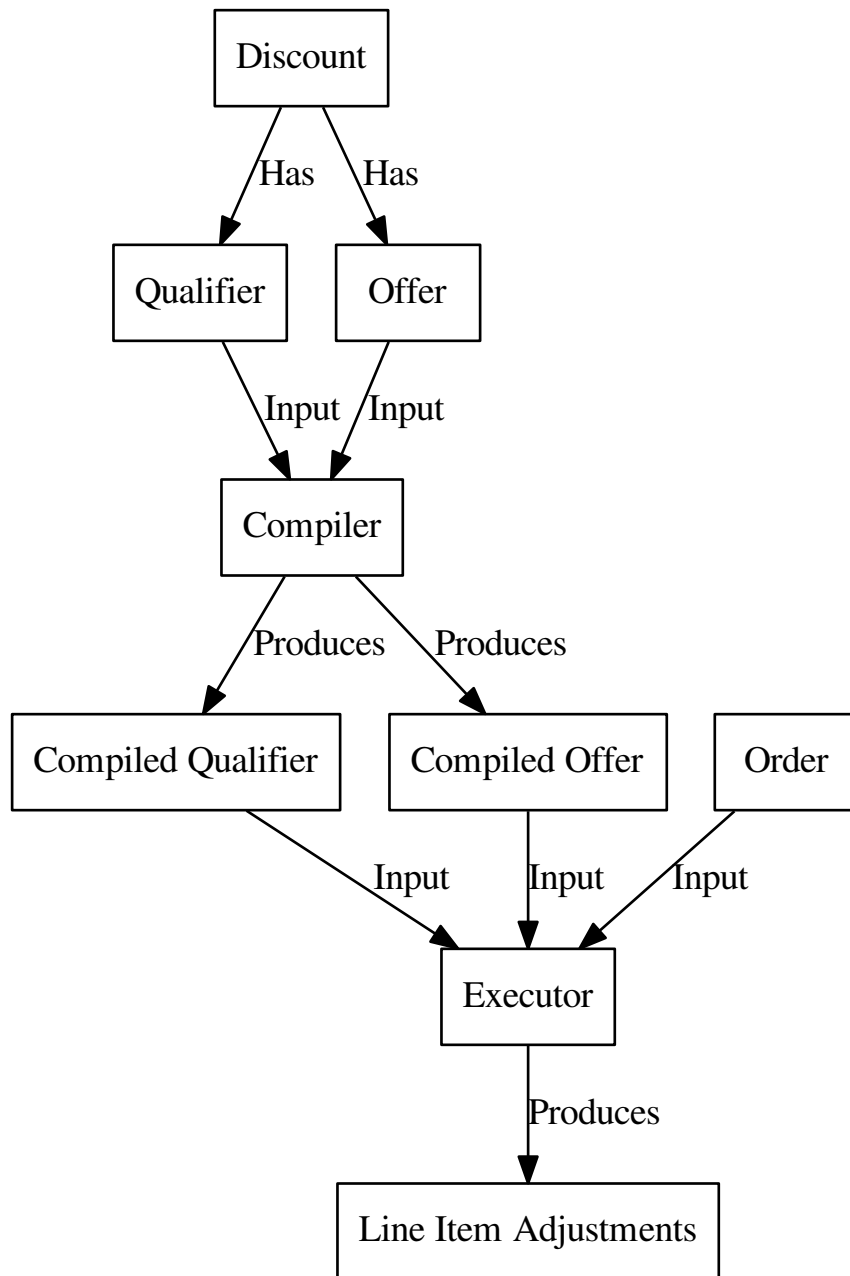 Discount
Has
Has
Qualifier
Offer
Input
Input
Compiler
Produces
Produces
Compiled Qualifier
Compiled Offer
Order
Input
Input
Input
Executor
Produces
Line Item Adjustments